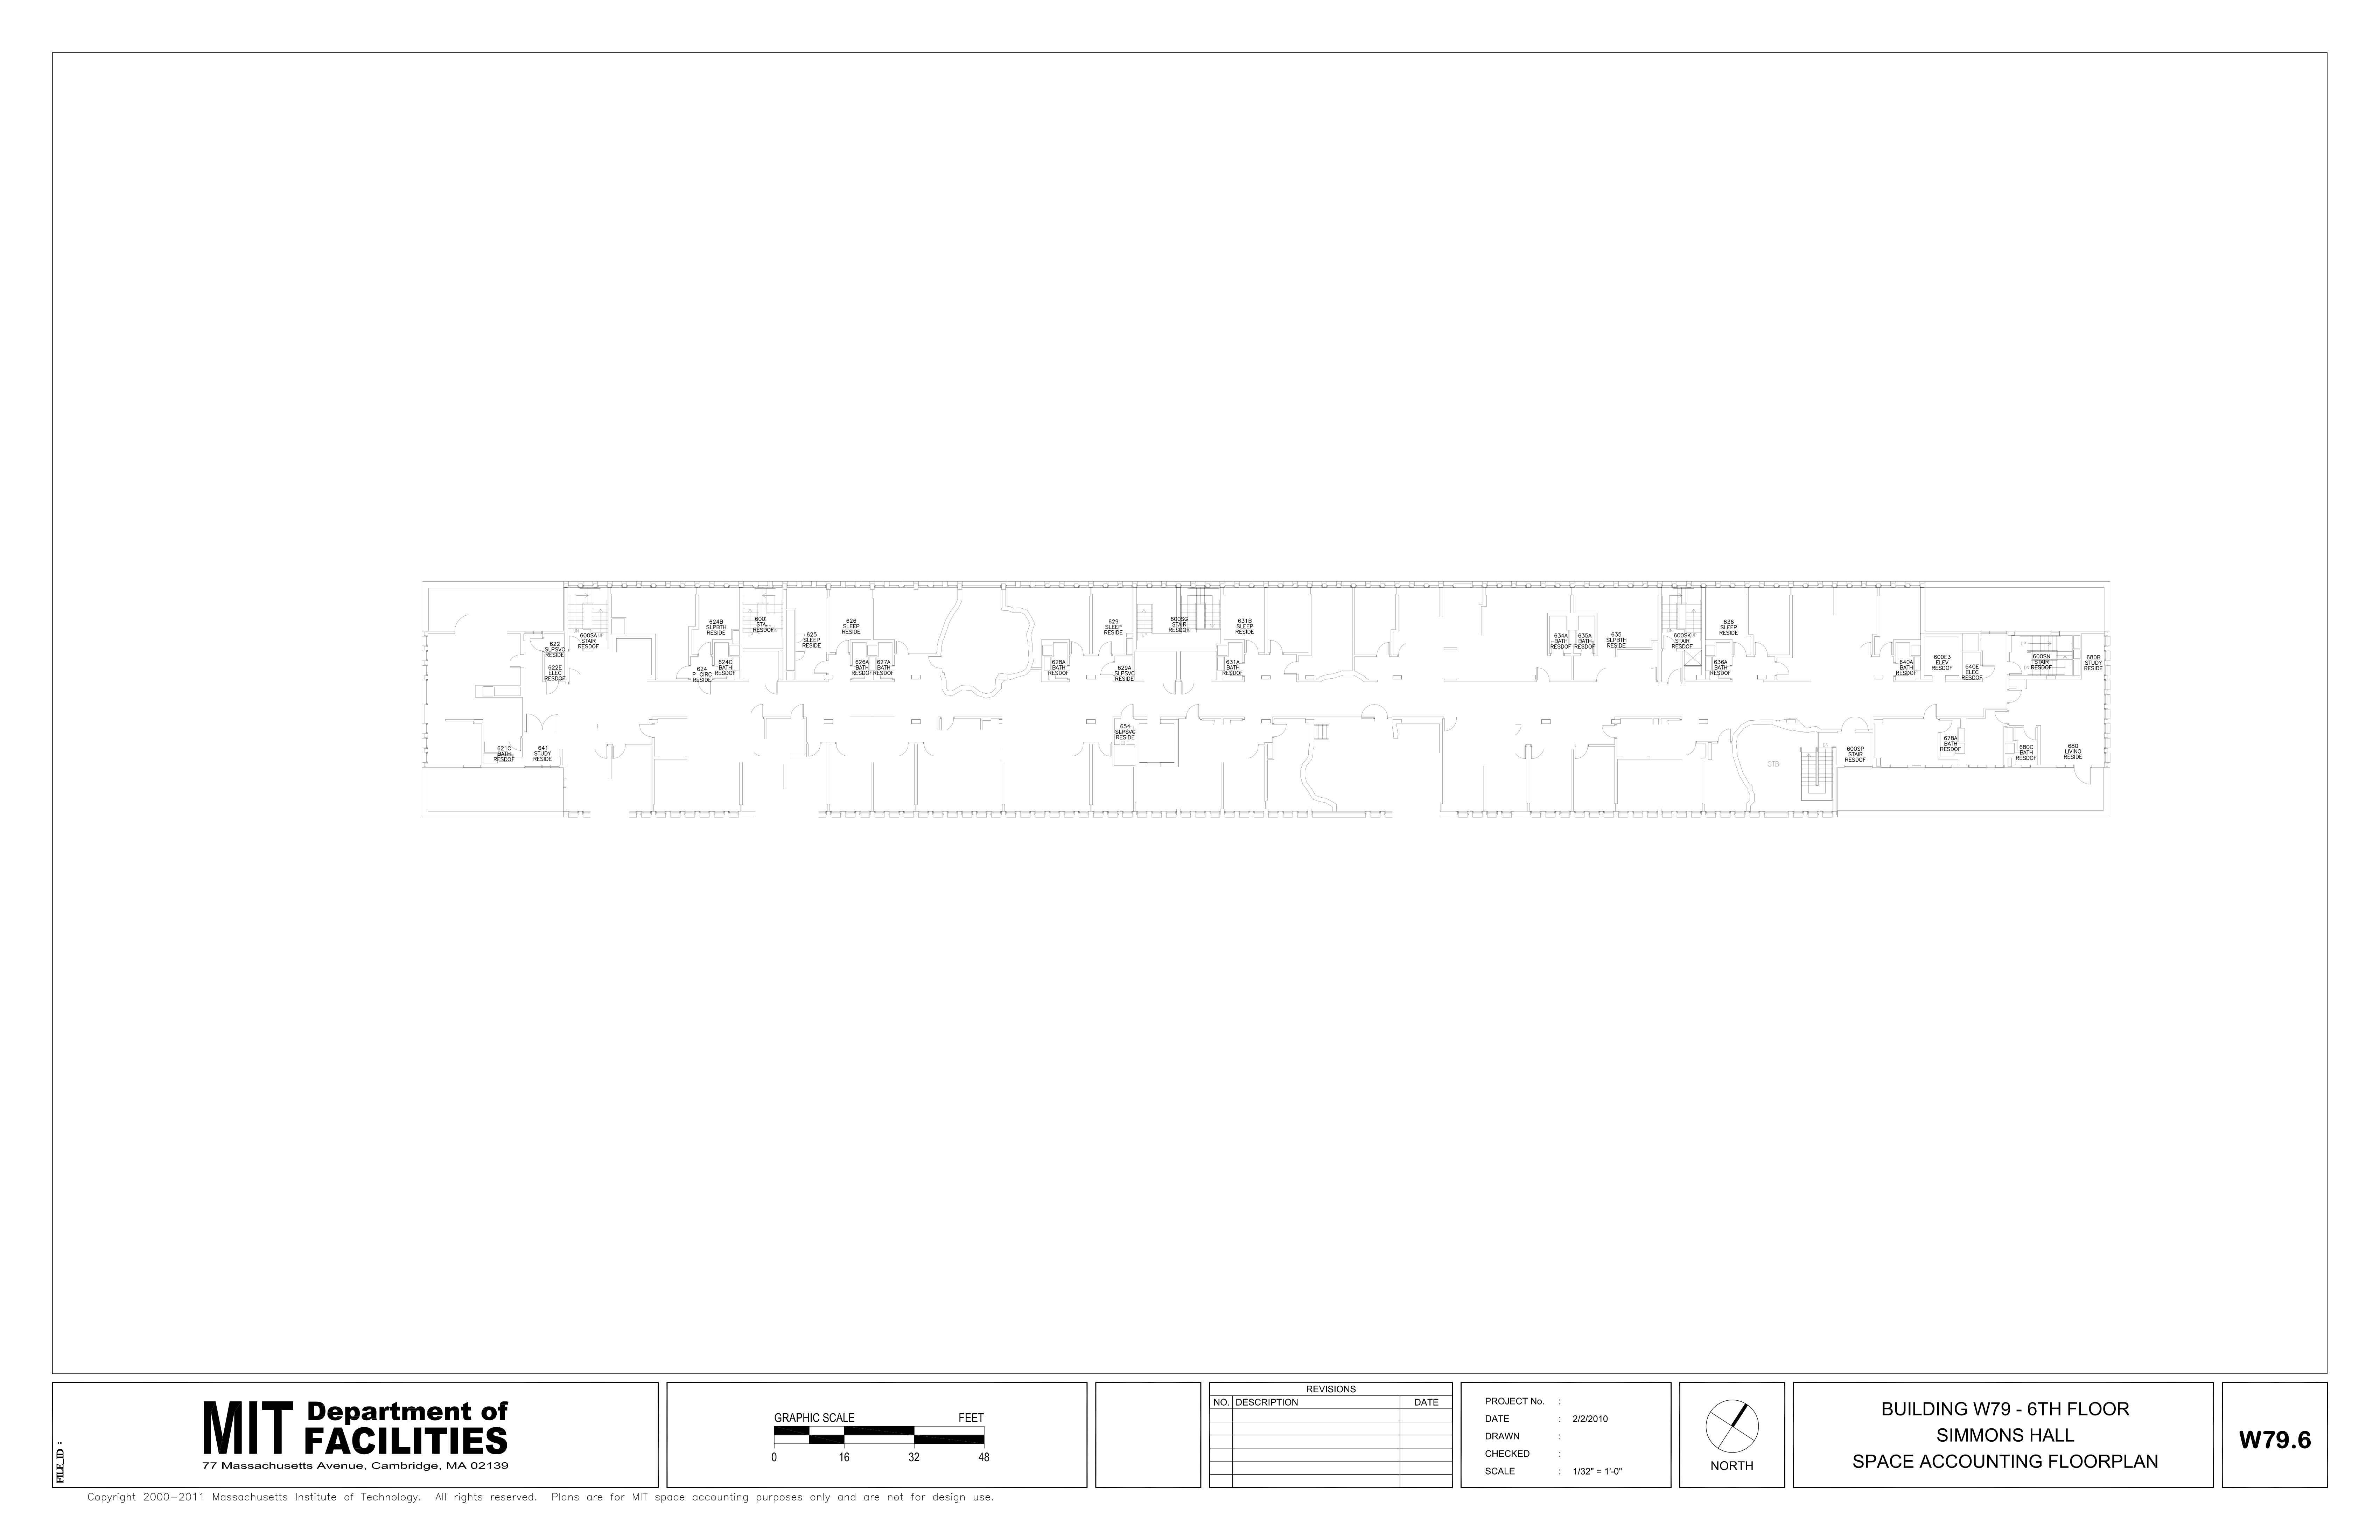 622
SLPSVC
RESIDE
622E
ELEC
RESDOF
600SA
STAIR
RESDOF
624B
SLPBTH
RESIDE
624
P CIRC
RESIDE
624C
BATH
RESDOF
RESDOF
625
SLEEP
RESIDE
626
SLEEP
RESIDE
626A
BATH
RESDOF
627A
BATH
RESDOF
628A
BATH
RESDOF
629
SLEEP
RESIDE
629A
SLPSVC
RESIDE
600SG
STAIR
RESDOF
631B
SLEEP
RESIDE
631A
BATH
RESDOF
634A
BATH
RESDOF
635A
BATH
RESDOF
635
SLPBTH
RESIDE
600SK
STAIR
RESDOF
636
SLEEP
RESIDE
636A
BATH
RESDOF
640A
BATH
RESDOF
600E3
ELEV
RESDOF
640E
ELEC
RESDOF
600SN
STAIR
RESDOF
680B
STUDY
RESIDE
621C
BATH
RESDOF
641
STUDY
RESIDE
654
SLPSVC
RESIDE
OTB
DN
600SP
STAIR
RESDOF
678A
BATH
RESDOF
680C
BATH
RESDOF
680
LIVING
RESIDE
FILE_ID :
MIT Department of
FACILITIES
77 Massachusetts Avenue, Cambridge, MA 02139
GRAPHIC SCALE FEET
0 16 32 48
REVISIONS
NO. DESCRIPTION DATE
PROJECT No. :
DATE : 2/2/2010
DRAWN :
CHECKED :
SCALE : 1/32" = 1'-0"
NORTH
BUILDING W79 - 6TH FLOOR
SIMMONS HALL
SPACE ACCOUNTING FLOORPLAN
W79.6
Copyright 2000-2011 Massachusetts Institute of Technology. All rights reserved. Plans are for MIT space accounting purposes only and are not for design use.